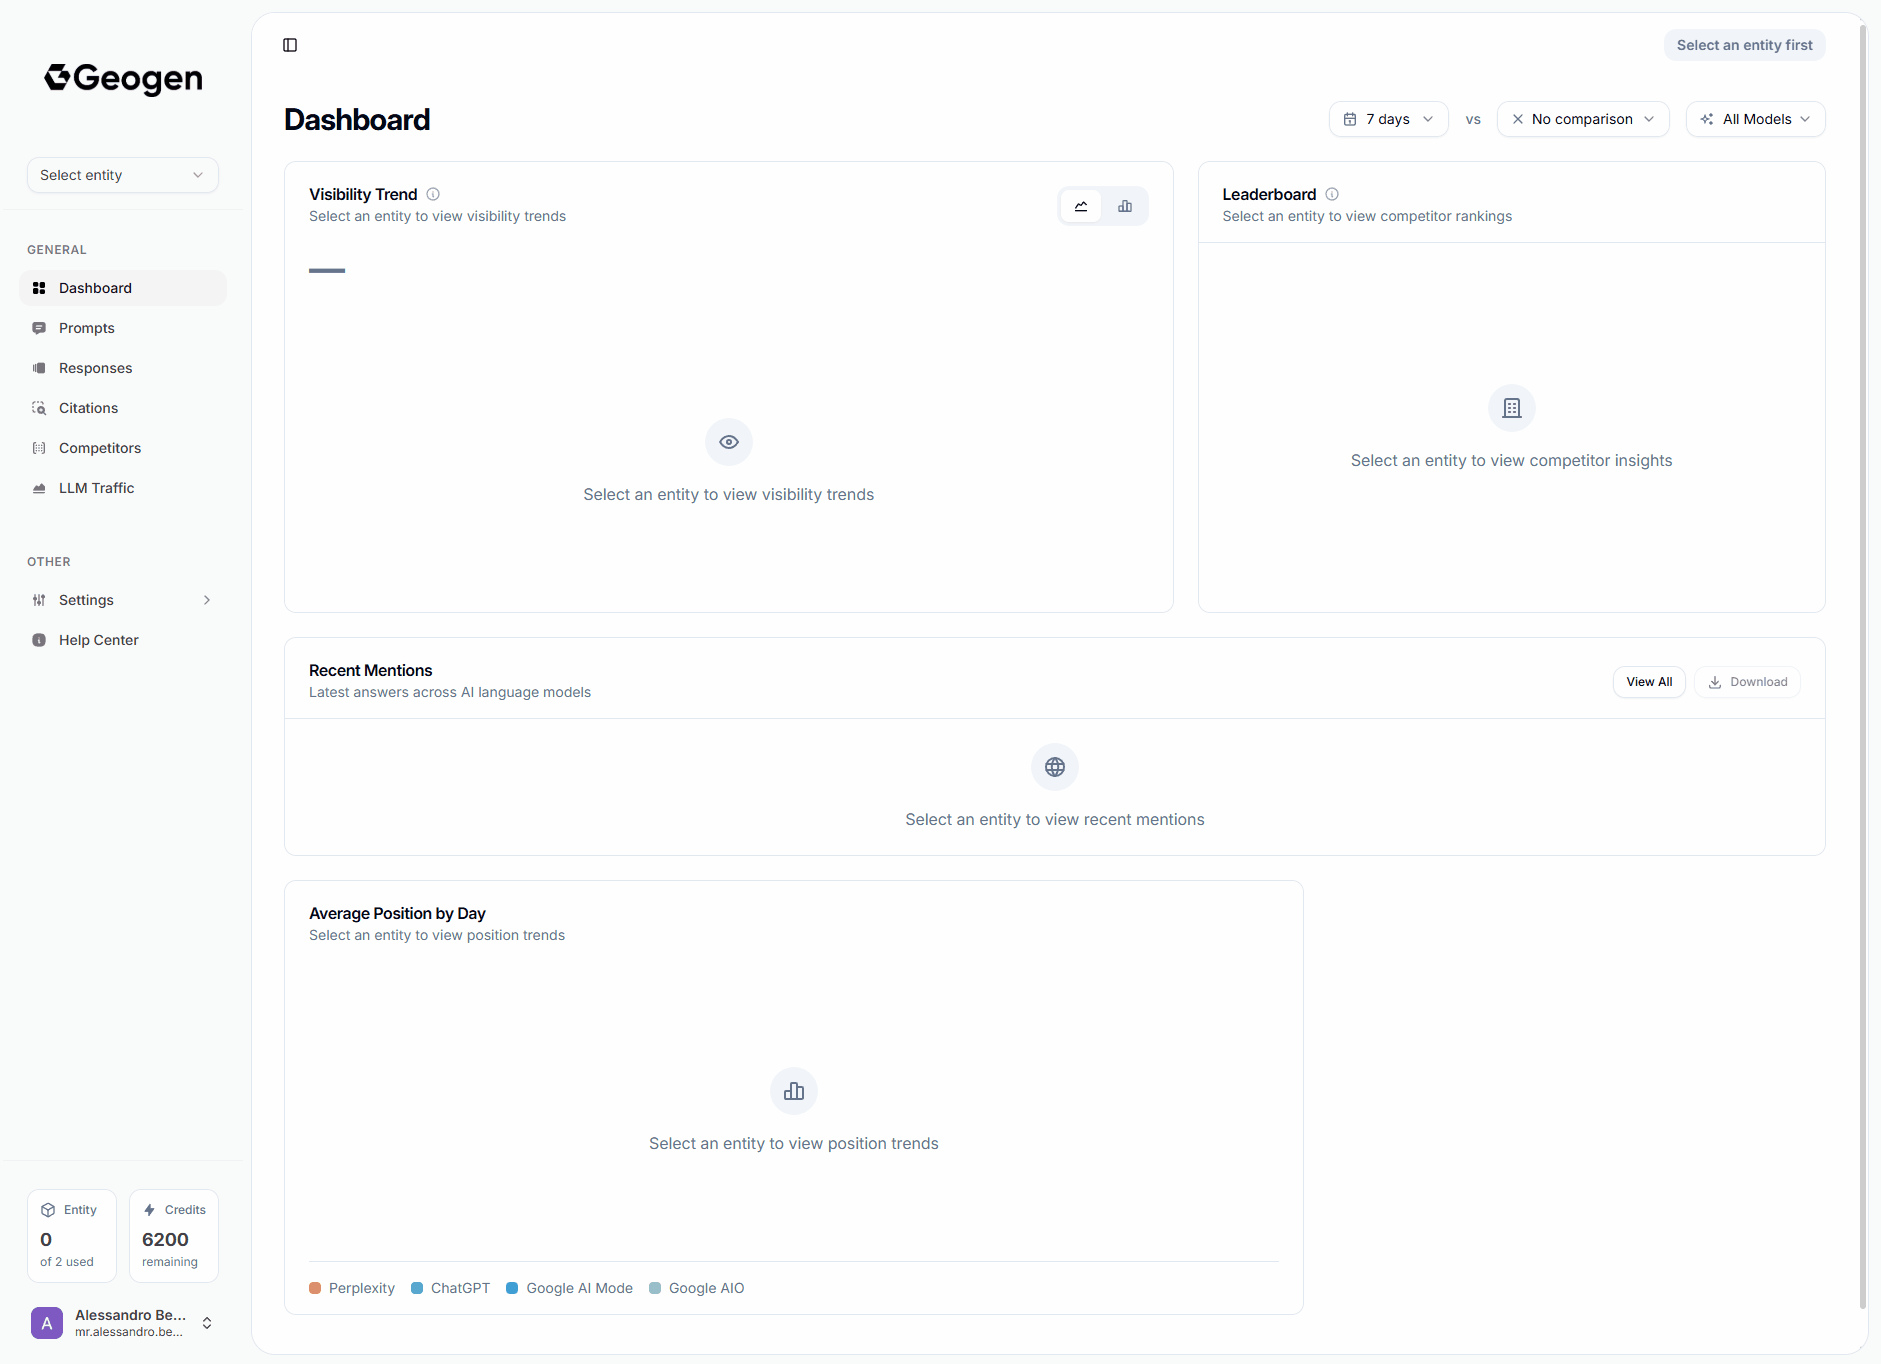 Geogen
Select entity
GENERAL
Dashboard
Prompts
Responses
Citations
Competitors
LLM Traffic
OTHER
Settings
Help Center
Entity
0
of 2 used
Credits
6200
remaining
A
Alessandro Be...
mr.alessandro.be...
Select an entity first
Dashboard
7 days
vs
No comparison
All Models
Visibility Trend
Select an entity to view visibility trends
Select an entity to view visibility trends
Leaderboard
Select an entity to view competitor rankings
Select an entity to view competitor insights
Recent Mentions
Latest answers across AI language models
View All
Download
Select an entity to view recent mentions
Average Position by Day
Select an entity to view position trends
Select an entity to view position trends
Perplexity ChatGPT Google AI Mode Google AIO